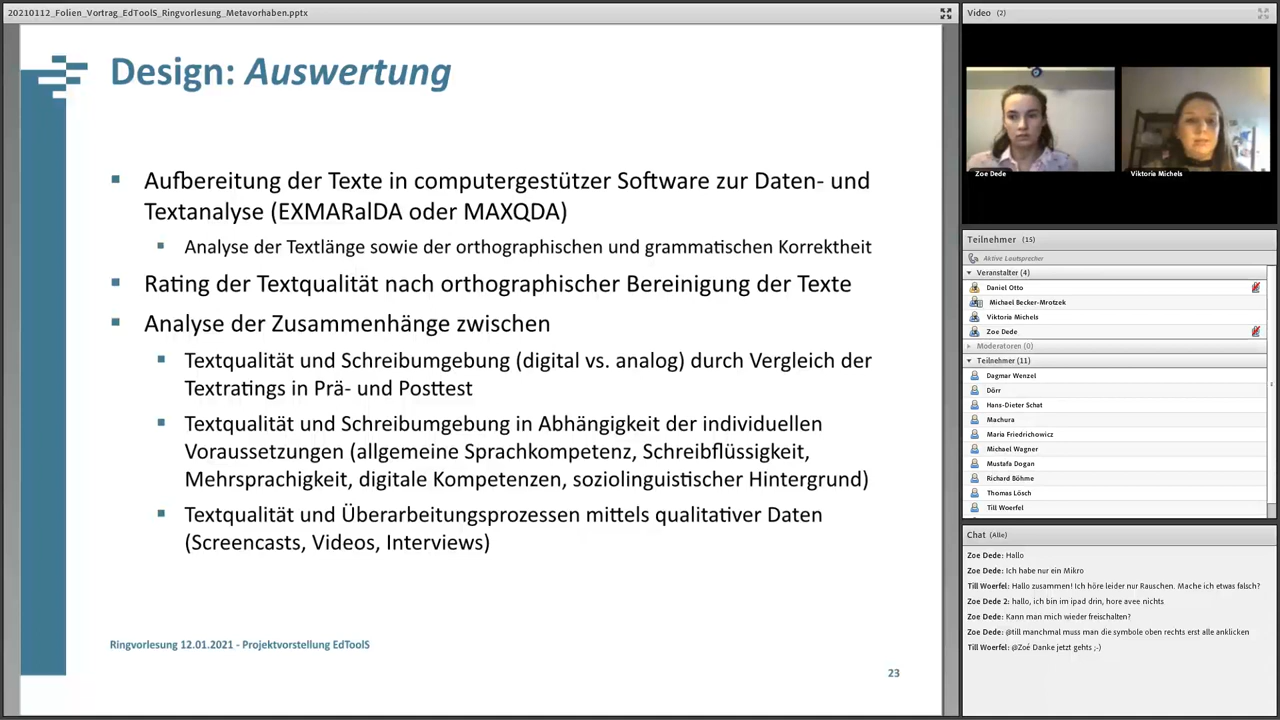 20210112_Folien_Vortrag_EdToolS_Ringvorlesung_Metavorhaben.pptx
Design: Auswertung
Aufbereitung der Texte in computergestützer Software zur Daten- und
Textanalyse (EXMARalDA oder MAXQDA)
Analyse der Textlänge sowie der orthographischen und grammatischen Korrektheit
Rating der Textqualität nach orthographischer Bereinigung der Texte
Analyse der Zusammenhänge zwischen
Textqualität und Schreibumgebung (digital vs. analog) durch Vergleich der
Textratings in Prä- und Posttest
Textqualität und Schreibumgebung in Abhängigkeit der individuellen
Voraussetzungen (allgemeine Sprachkompetenz, Schreibflüssigkeit,
Mehrsprachigkeit, digitale Kompetenzen, soziolinguistischer Hintergrund)
Textqualität und Überarbeitungsprozessen mittels qualitativer Daten
(Screencasts, Videos, Interviews)
Ringvorlesung 12.01.2021 - Projektvorstellung EdToolS
23
Video (2)
Zoe Dede
Viktoria Michels
Teilnehmer (15)
Aktive Lautsprecher
Veranstalter (4)
Daniel Otto
Michael Becker-Mrotzek
Viktoria Michels
Zoe Dede
Moderatoren (0)
Teilnehmer (11)
Dagmar Wenzel
Dörr
Hans-Dieter Schat
Machura
Maria Friedrichowicz
Michael Wagner
Mustafa Dogan
Richard Böhme
Thomas Lösch
Till Woerfel
Chat (Alle)
Zoe Dede: Hallo
Zoe Dede: Ich habe nur ein Mikro
Till Woerfel: Hallo zusammen! Ich höre leider nur Rauschen. Mache ich etwas falsch?
Zoe Dede 2: hallo, ich bin im ipad drin, hore avee nichts
Zoe Dede: Kann man mich wieder freischalten?
Zoe Dede: @till manchmal muss man die symbole oben rechts erst alle anklicken
Till Woerfel: @Zoé Danke jetzt gehts ;-)